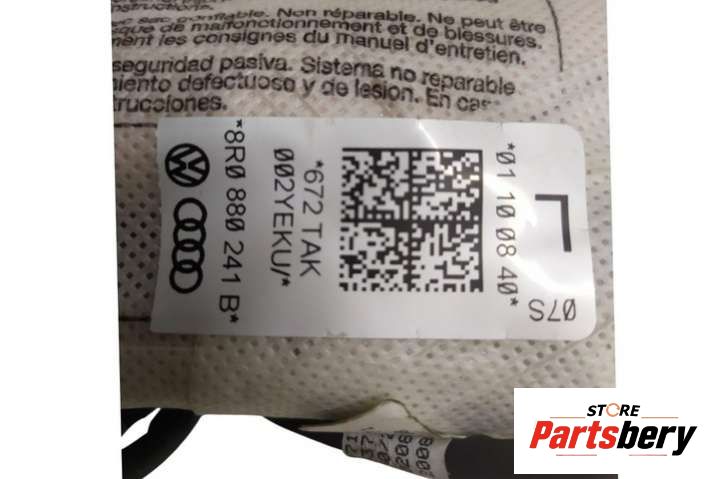 nstructions.
sac gonflable. Non réparable. Ne peut être
que de malfonctionnement et de blessures.
ment les consignes du manuel d'entretien.
seguridad pasiva. Sistema no reparable
miento defectuoso y de lesion. En cas
trucciones.
*8R0 880 241 B*
*672 TAK
002YEKU/*
*01 10 08 40*
L
07S
STORE
Partsbery